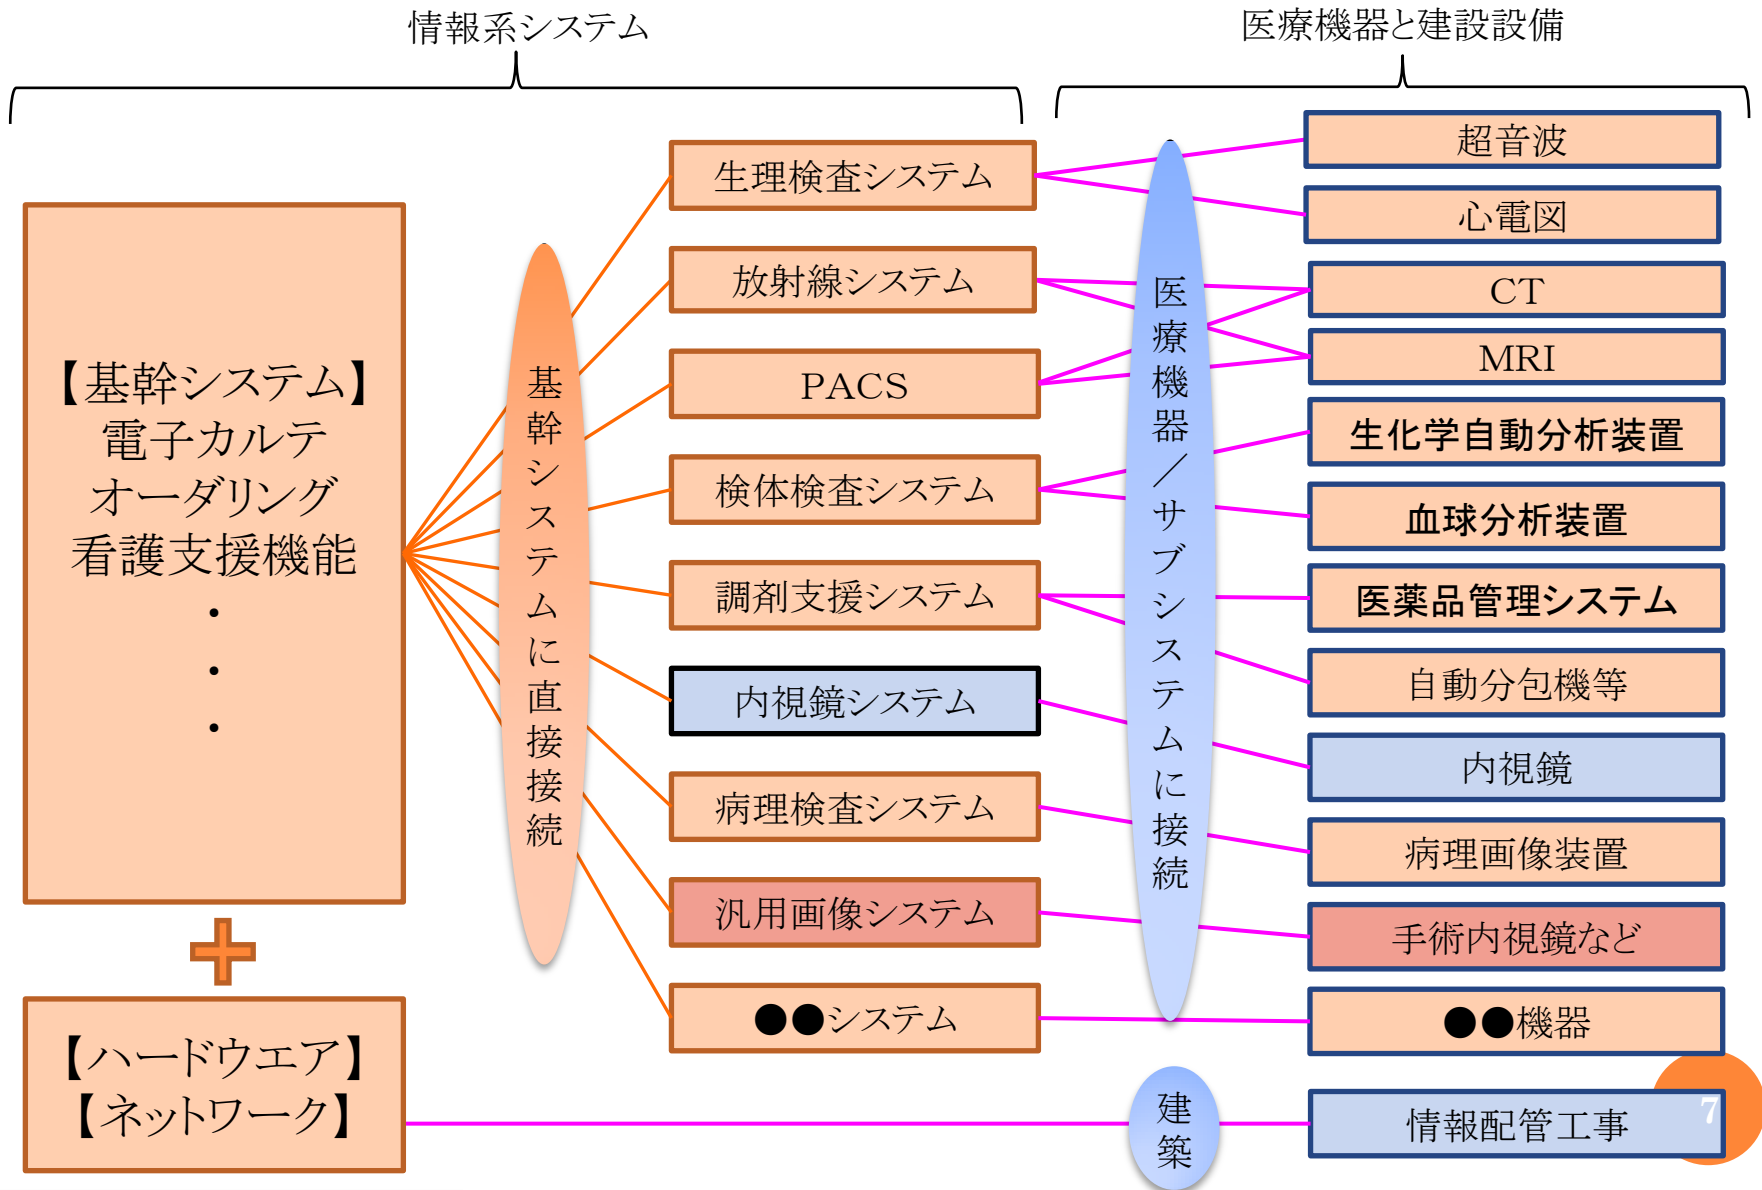 情報系システム
医療機器と建設設備
【基幹システム】
電子カルテ
オーダリング
看護支援機能
・
・
・
【ハードウエア】
【ネットワーク】
基幹システムに直接接続
生理検査システム
放射線システム
PACS
検体検査システム
調剤支援システム
内視鏡システム
病理検査システム
汎用画像システム
●●システム
医療機器／サブシステムに接続
建築
超音波
心電図
CT
MRI
生化学自動分析装置
血球分析装置
医薬品管理システム
自動分包機等
内視鏡
病理画像装置
手術内視鏡など
●●機器
情報配管工事
7